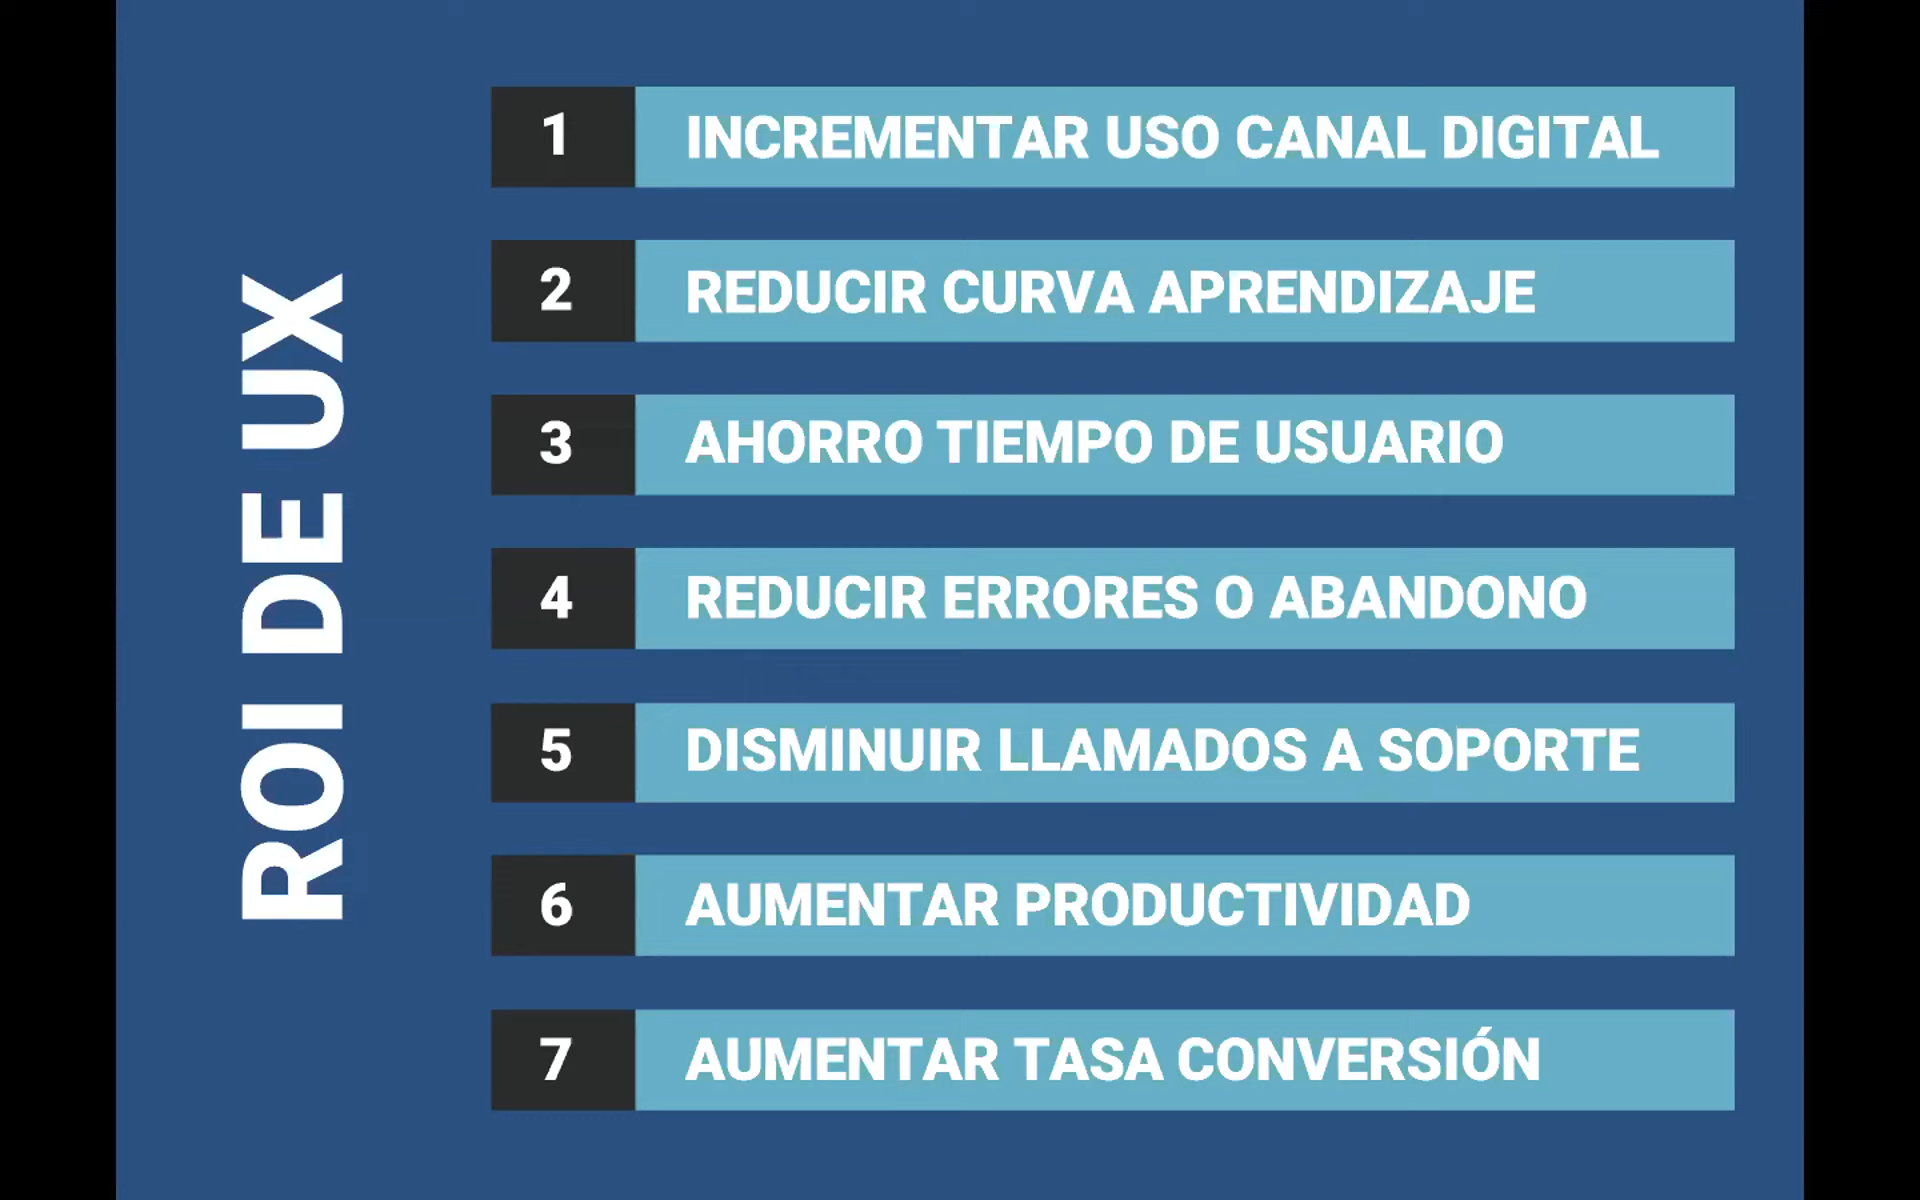 ROI DE UX
1 INCREMENTAR USO CANAL DIGITAL
2 REDUCIR CURVA APRENDIZAJE
3 AHORRO TIEMPO DE USUARIO
4 REDUCIR ERRORES O ABANDONO
5 DISMINUIR LLAMADOS A SOPORTE
6 AUMENTAR PRODUCTIVIDAD
7 AUMENTAR TASA CONVERSIÓN